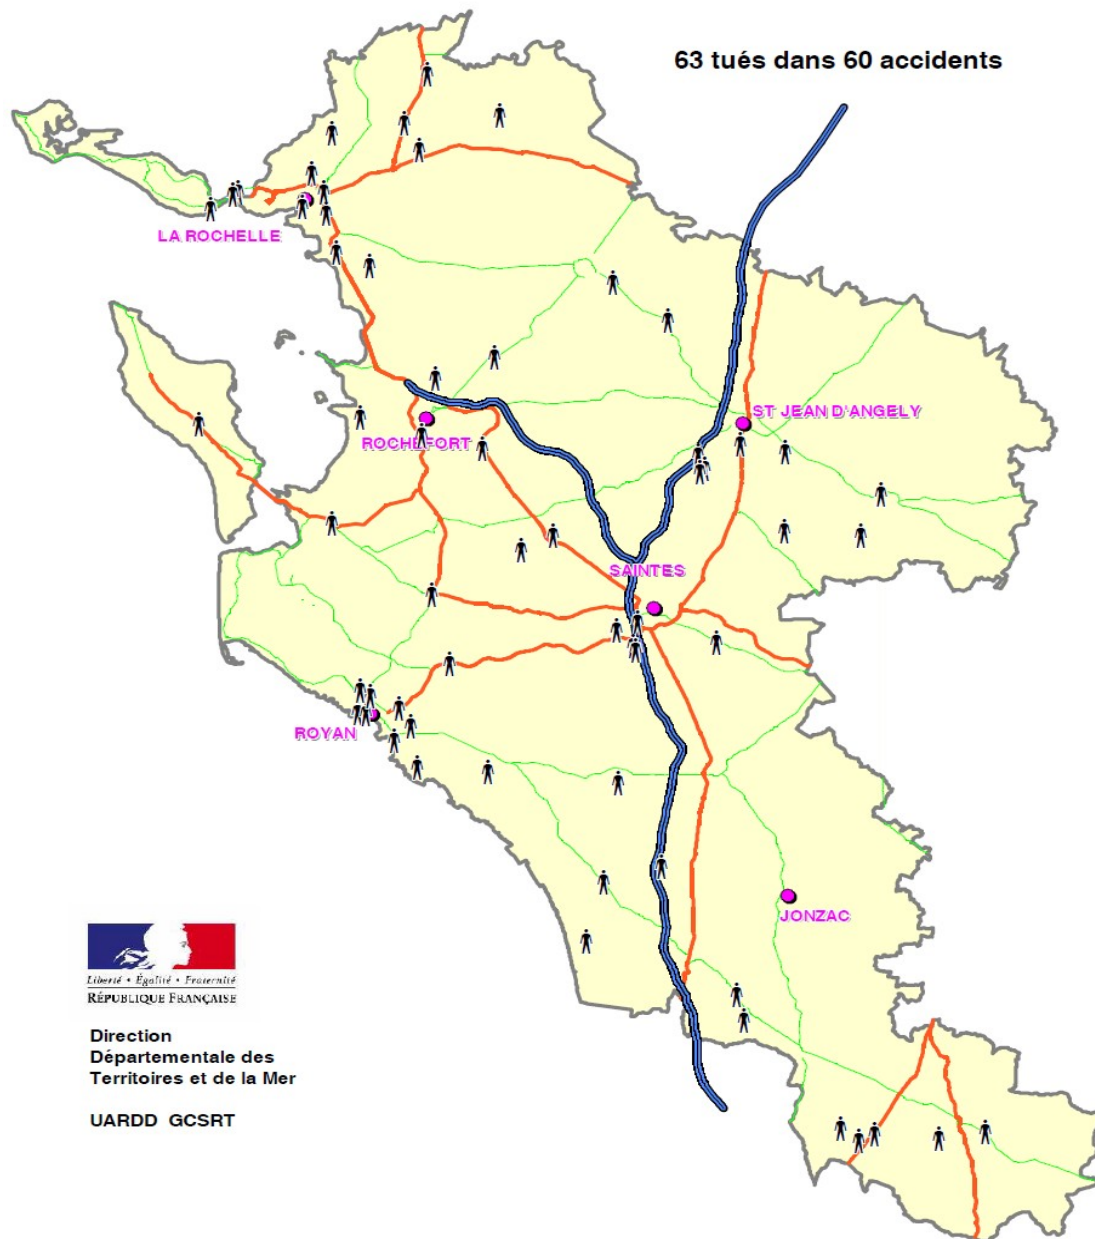 63 tués dans 60 accidents
LA ROCHELLE
ST JEAN D'ANGELY
ROCHEFORT
SAINTES
ROYAN
JONZAC
Liberté • Égalité • Fraternité
RÉPUBLIQUE FRANÇAISE
Direction
Départementale des
Territoires et de la Mer
UARDD GCSRT